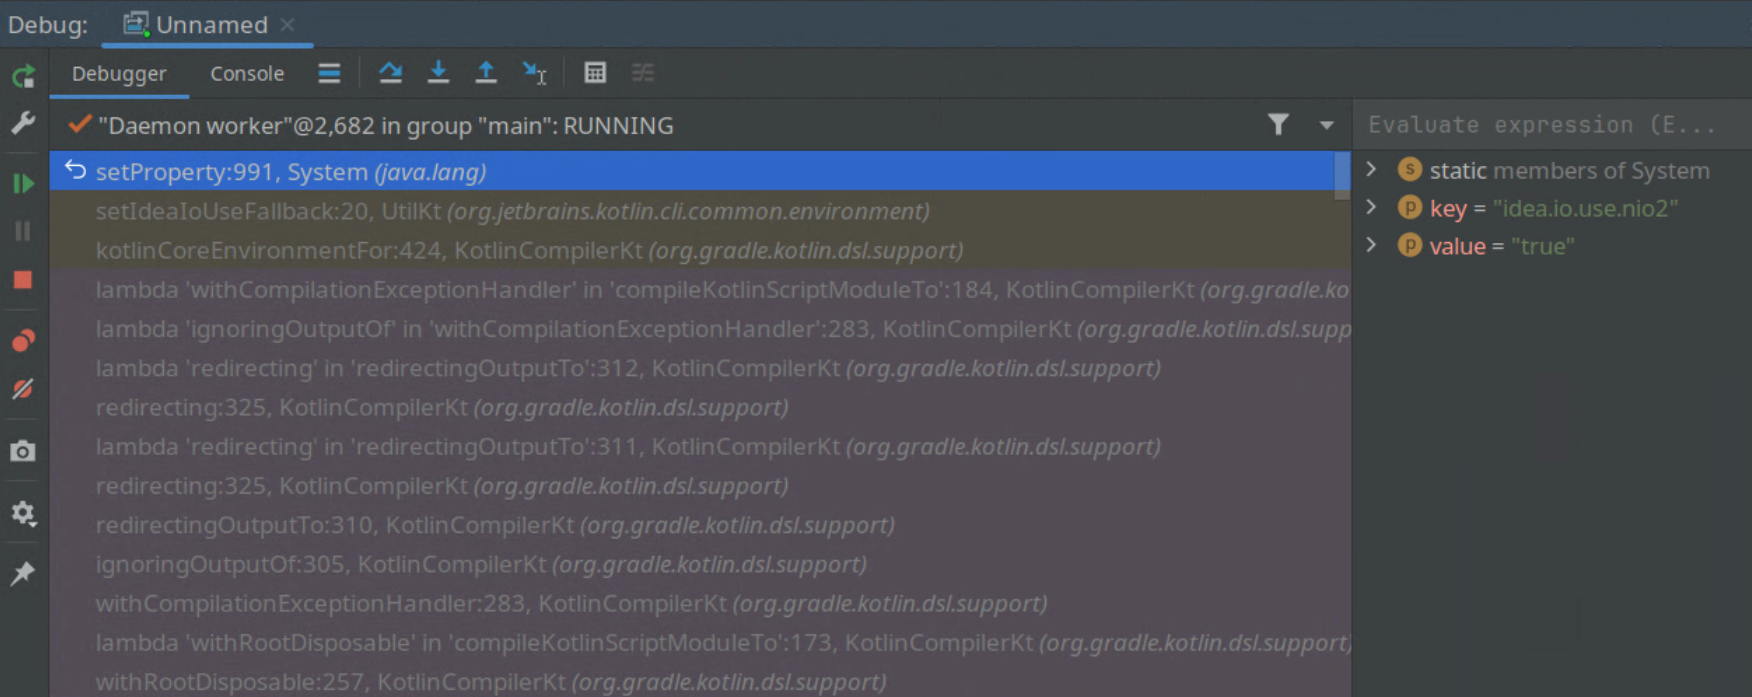 Debug: Unnamed
Debugger Console
"Daemon worker"@2,682 in group "main": RUNNING
Evaluate expression (E...
setProperty:991, System (java.lang)
setIdeaIoUseFallback:20, UtilKt (org.jetbrains.kotlin.cli.common.environment)
kotlinCoreEnvironmentFor:424, KotlinCompilerKt (org.gradle.kotlin.dsl.support)
lambda 'withCompilationExceptionHandler' in 'compileKotlinScriptModuleTo':184, KotlinCompilerKt (org.gradle.ko
lambda 'ignoringOutputOf' in 'withCompilationExceptionHandler':283, KotlinCompilerKt (org.gradle.kotlin.dsl.supp
lambda 'redirecting' in 'redirectingOutputTo':312, KotlinCompilerKt (org.gradle.kotlin.dsl.support)
redirecting:325, KotlinCompilerKt (org.gradle.kotlin.dsl.support)
lambda 'redirecting' in 'redirectingOutputTo':311, KotlinCompilerKt (org.gradle.kotlin.dsl.support)
redirecting:325, KotlinCompilerKt (org.gradle.kotlin.dsl.support)
redirectingOutputTo:310, KotlinCompilerKt (org.gradle.kotlin.dsl.support)
ignoringOutputOf:305, KotlinCompilerKt (org.gradle.kotlin.dsl.support)
withCompilationExceptionHandler:283, KotlinCompilerKt (org.gradle.kotlin.dsl.support)
lambda 'withRootDisposable' in 'compileKotlinScriptModuleTo':173, KotlinCompilerKt (org.gradle.kotlin.dsl.support)
withRootDisposable:257, KotlinCompilerKt (org.gradle.kotlin.dsl.support)
s static members of System
p key = "idea.io.use.nio2"
p value = "true"